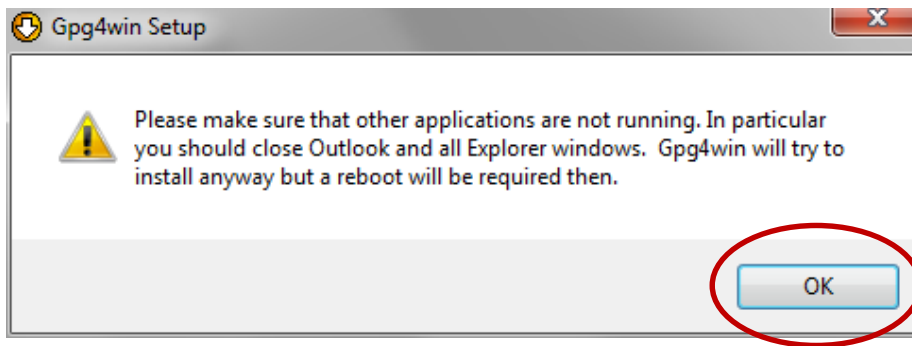 Gpg4win Setup
Please make sure that other applications are not running. In particular
you should close Outlook and all Explorer windows.  Gpg4win will try to
install anyway but a reboot will be required then.
OK